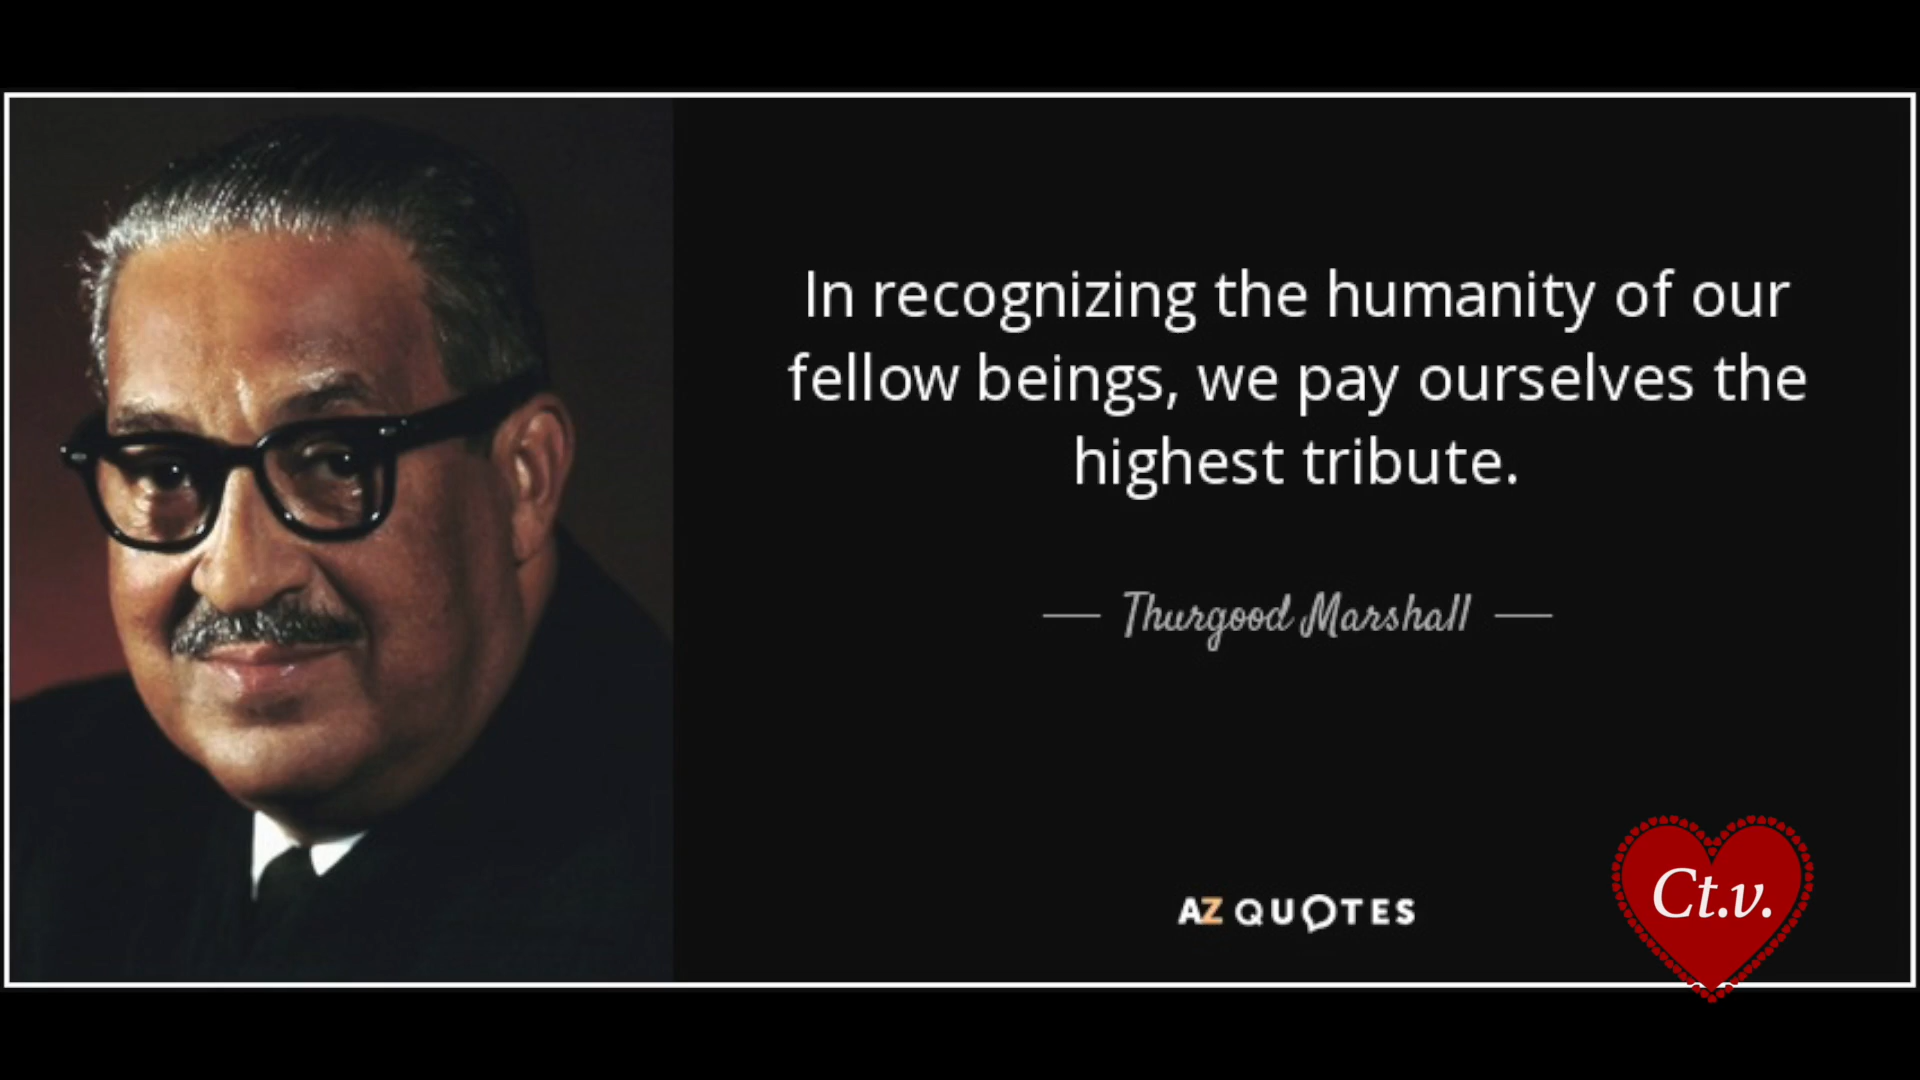 In recognizing the humanity of our
fellow beings, we pay ourselves the
highest tribute.
Thurgood Marshall
AZ QUOTES
Ct.v.